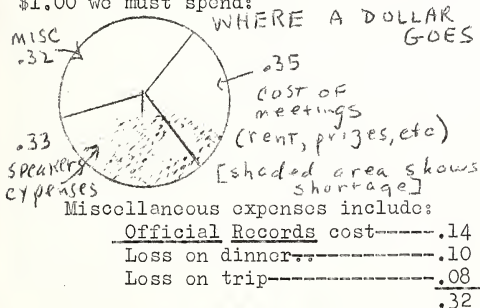 $1.00 we must spend:
WHERE A DOLLAR
GOES
MISC
.32
.35
COST OF
meetings
(rent, prizes, etc)
.33
speakers
expenses
[shaded area shows
shortage]
Miscellaneous expenses include:
Official Records cost-----.14
Loss on dinner----------.10
Loss on trip------------.08
.32